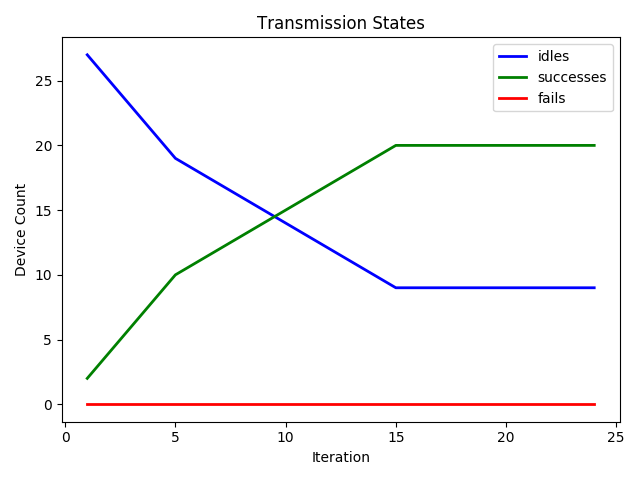 Transmission States
idles
successes
fails
Device Count
25
20
15
10
5
0
0 5 10 15 20 25
Iteration